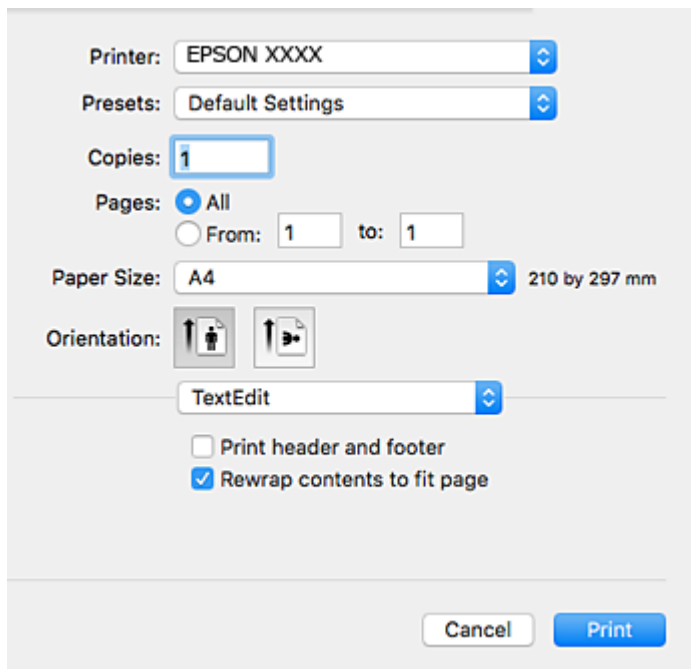 Printer: EPSON XXXX
Presets: Default Settings
Copies: 1
Pages: All
From: 1 to: 1
Paper Size: A4 210 by 297 mm
Orientation:
TextEdit
Print header and footer
Rewrap contents to fit page
Cancel Print